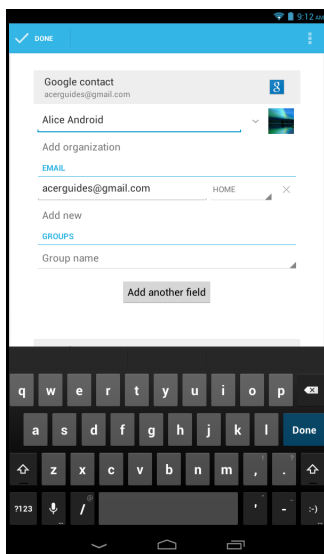 9:12 AM
DONE
Google contact
acerguides@gmail.com
8
Alice Android
Add organization
EMAIL
acerguides@gmail.com HOME
Add new
GROUPS
Group name
Add another field
q w e r t y u i o p
a s d f g h j k l Done
z x c v b n m , ! . ?
?123 / @ ' " - _ :-)